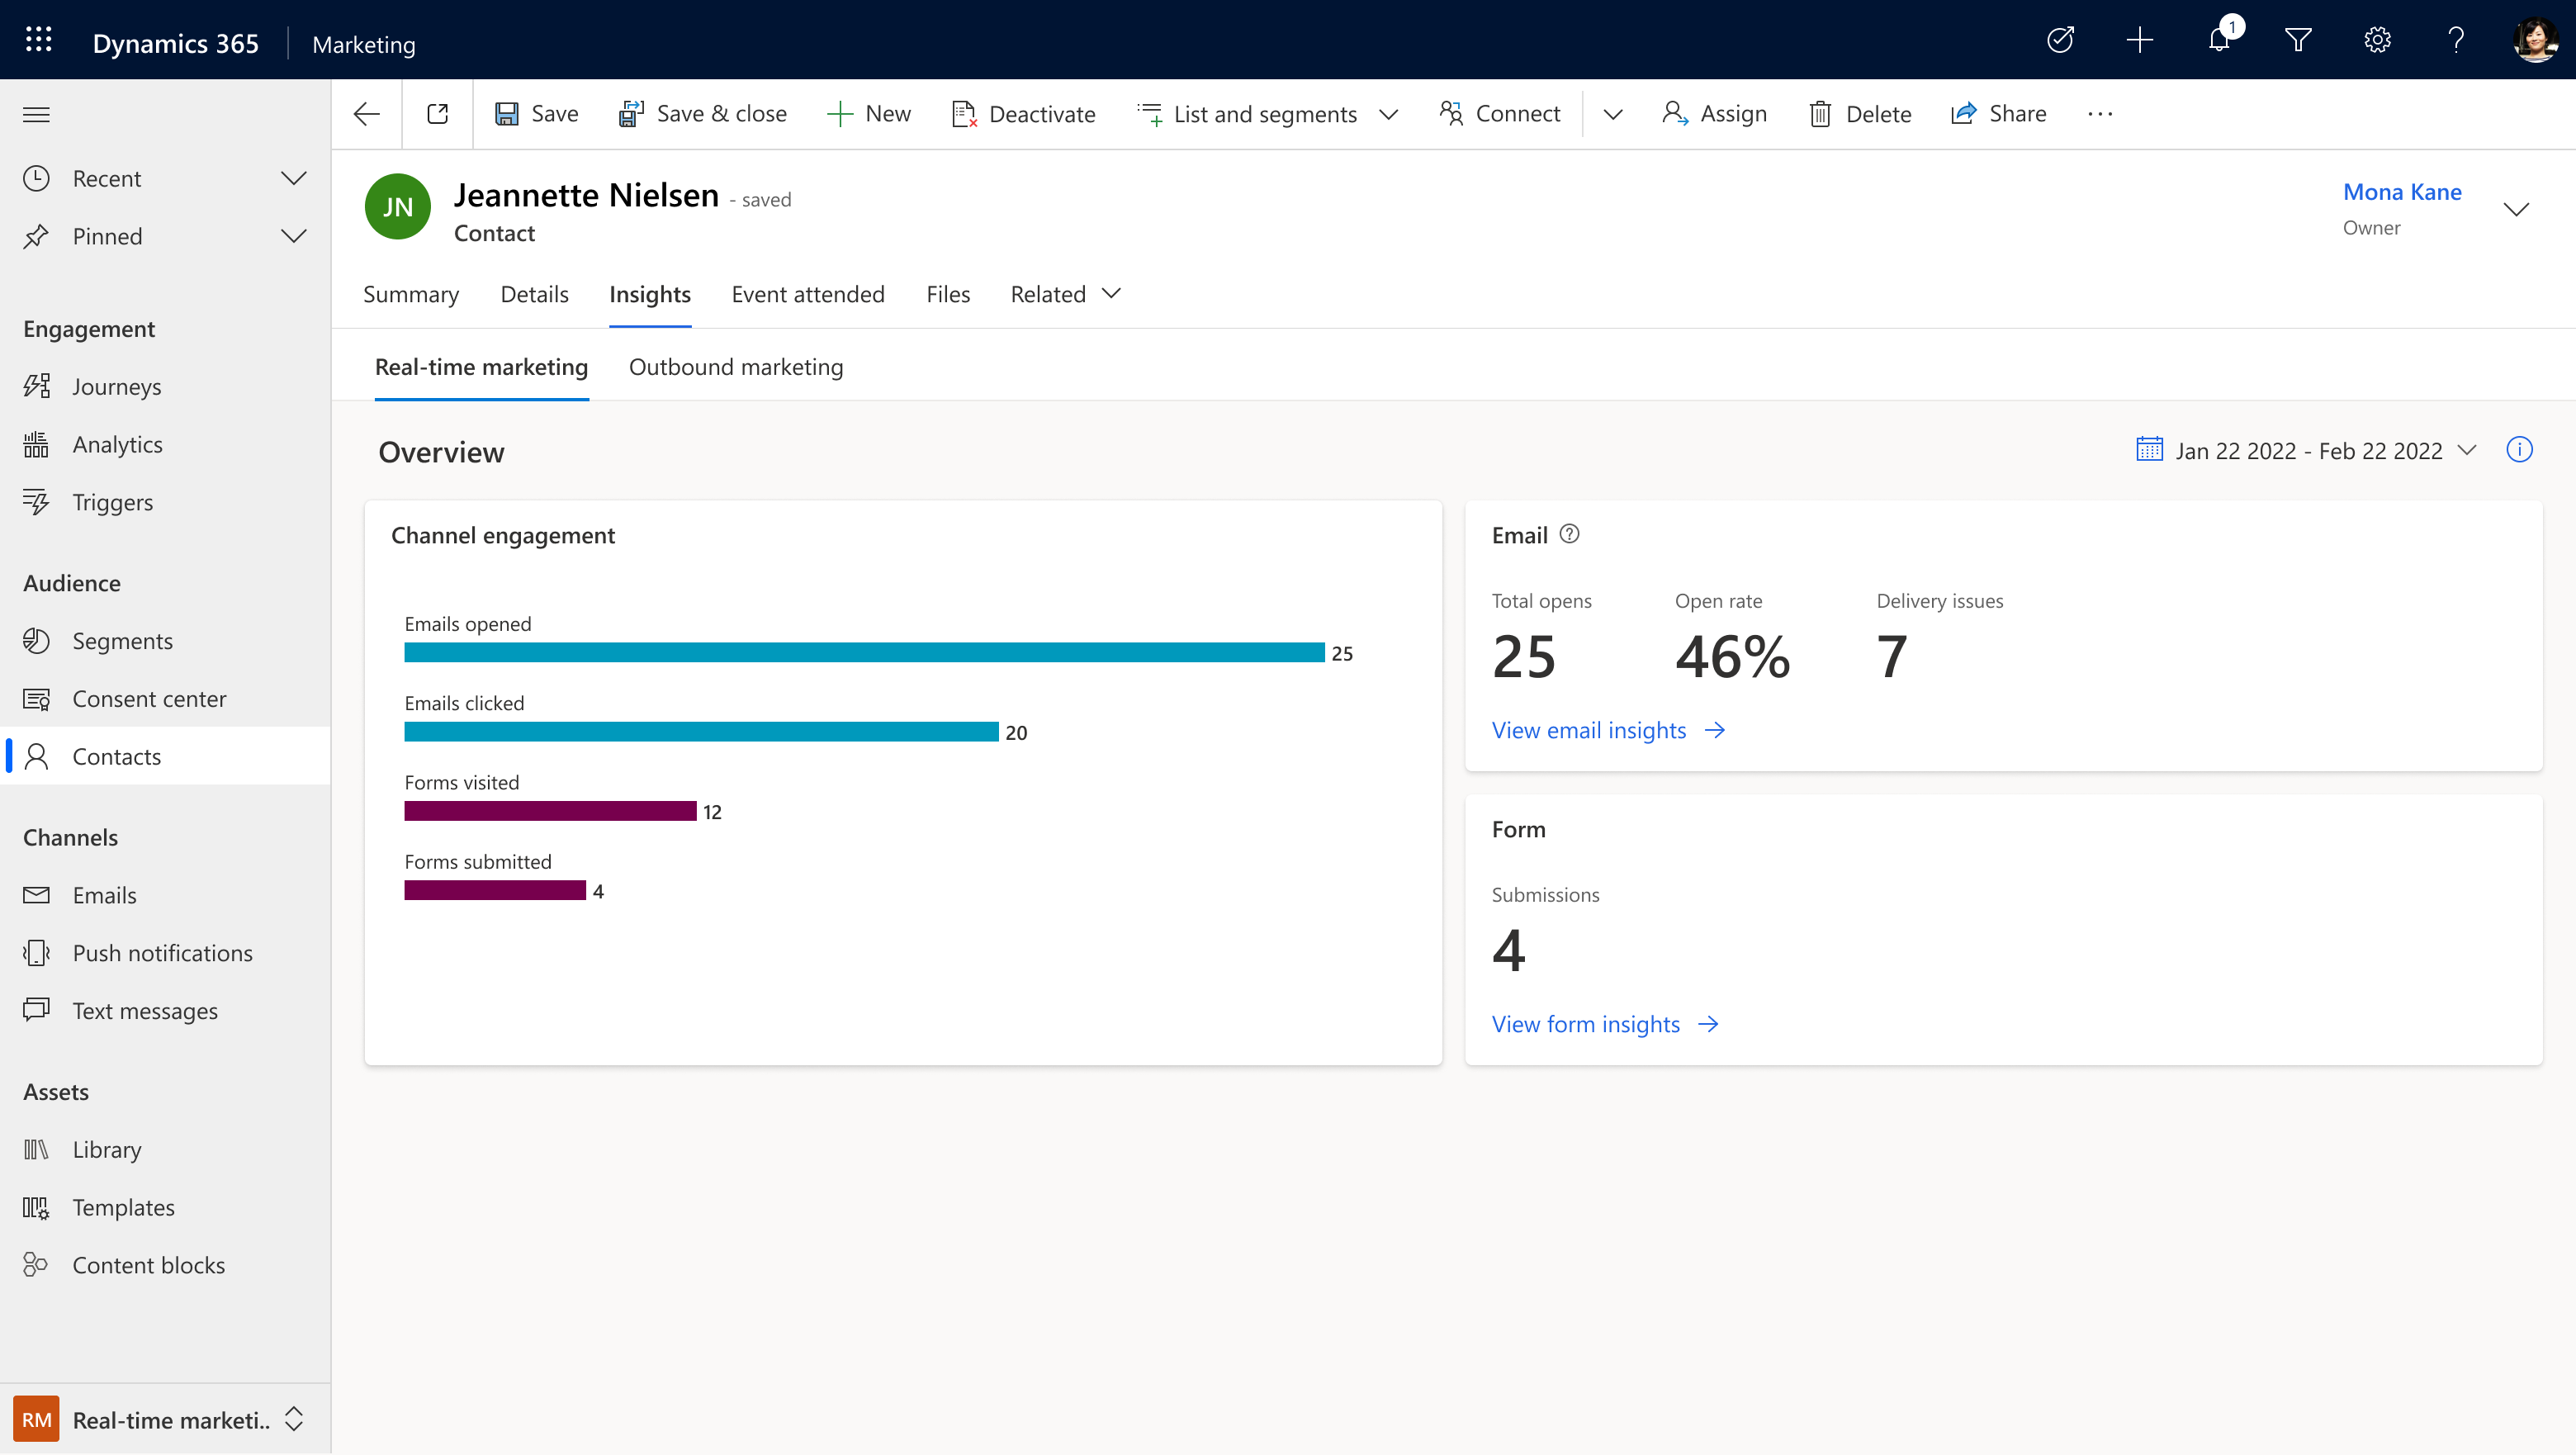 Dynamics 365
Marketing
1
Recent
Pinned
Engagement
Journeys
Analytics
Triggers
Audience
Segments
Consent center
Contacts
Channels
Emails
Push notifications
Text messages
Assets
Library
Templates
Content blocks
RM
Real-time marketi..
Save
Save & close
New
Deactivate
List and segments
Connect
Assign
Delete
Share
JN
Jeannette Nielsen - saved
Contact
Mona Kane
Owner
Summary
Details
Insights
Event attended
Files
Related
Real-time marketing
Outbound marketing
Overview
Jan 22 2022 - Feb 22 2022
Channel engagement
Emails opened
25
Emails clicked
20
Forms visited
12
Forms submitted
4
Email
Total opens
25
Open rate
46%
Delivery issues
7
View email insights
Form
Submissions
4
View form insights